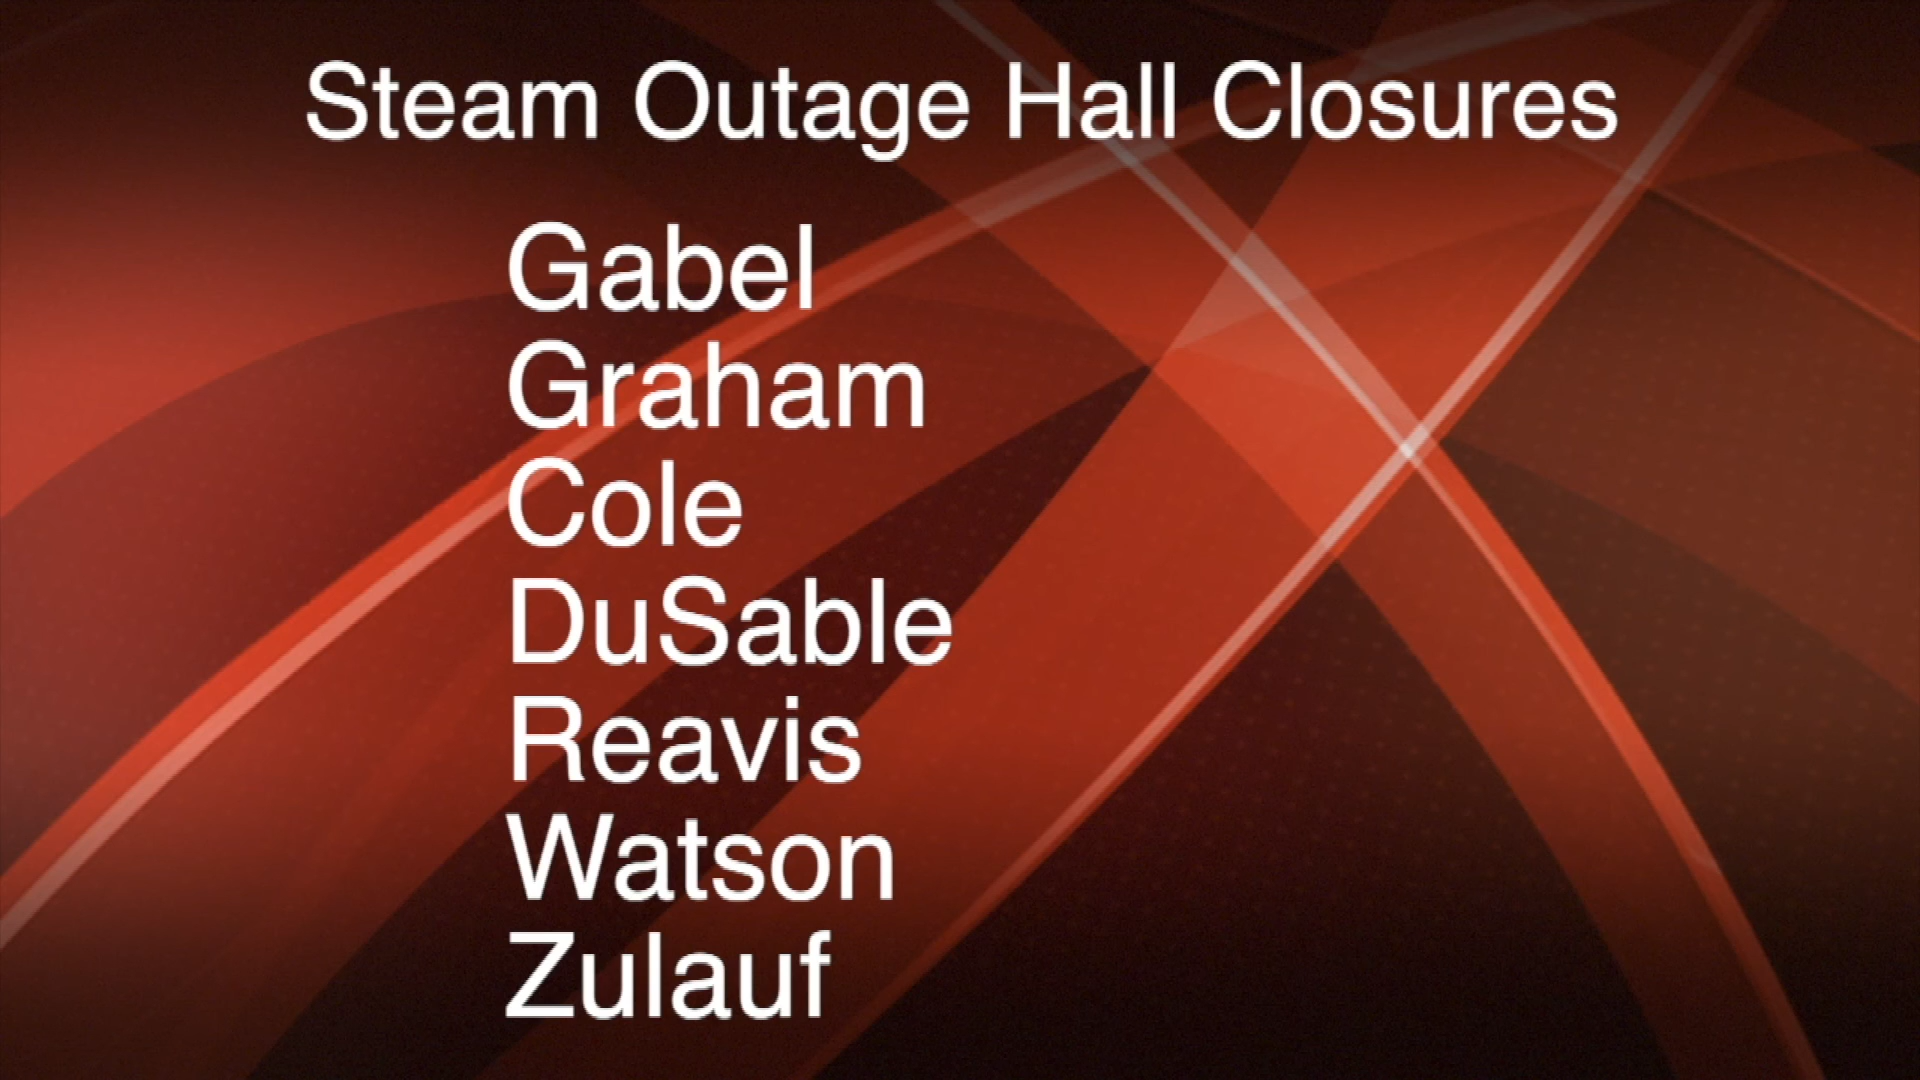 Steam Outage Hall Closures
Gabel
Graham
Cole
DuSable
Reavis
Watson
Zulauf